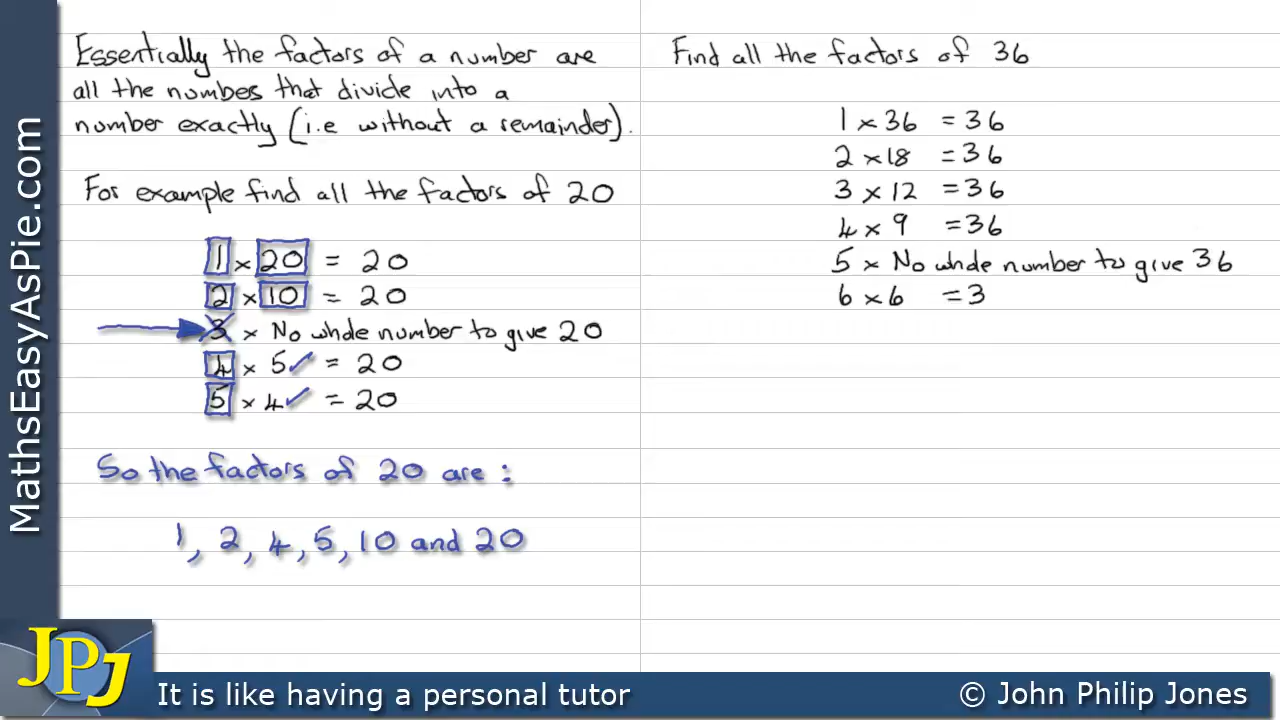 Essentially the factors of a number are
all the numbes that divide into a
number exactly (i.e without a remainder).
For example find all the factors of 20
1 × 20 = 20
2 × 10 = 20
3 × No whole number to give 20
4 × 5 ✓ = 20
5 × 4 ✓ = 20
So the factors of 20 are :
1, 2, 4, 5, 10 and 20
Find all the factors of 36
1 × 36 = 36
2 × 18 = 36
3 × 12 = 36
4 × 9 = 36
5 × No whole number to give 36
6 × 6 = 3
MathsEasyAsPie.com
JPJ
It is like having a personal tutor
© John Philip Jones